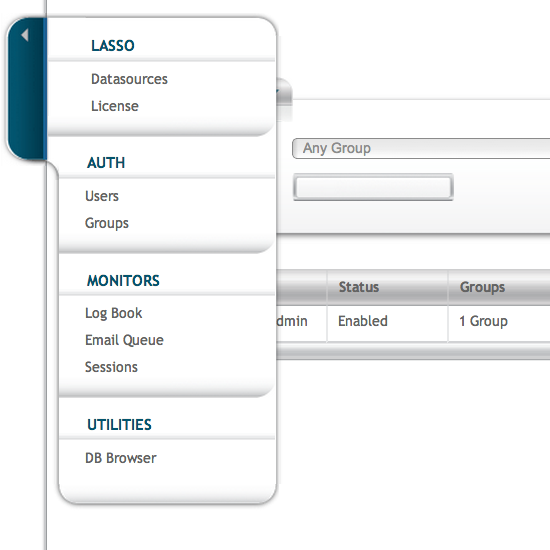 LASSO
Datasources
License
AUTH
Users
Groups
MONITORS
Log Book
Email Queue
Sessions
UTILITIES
DB Browser
Any Group
Status Groups
dmin Enabled 1 Group